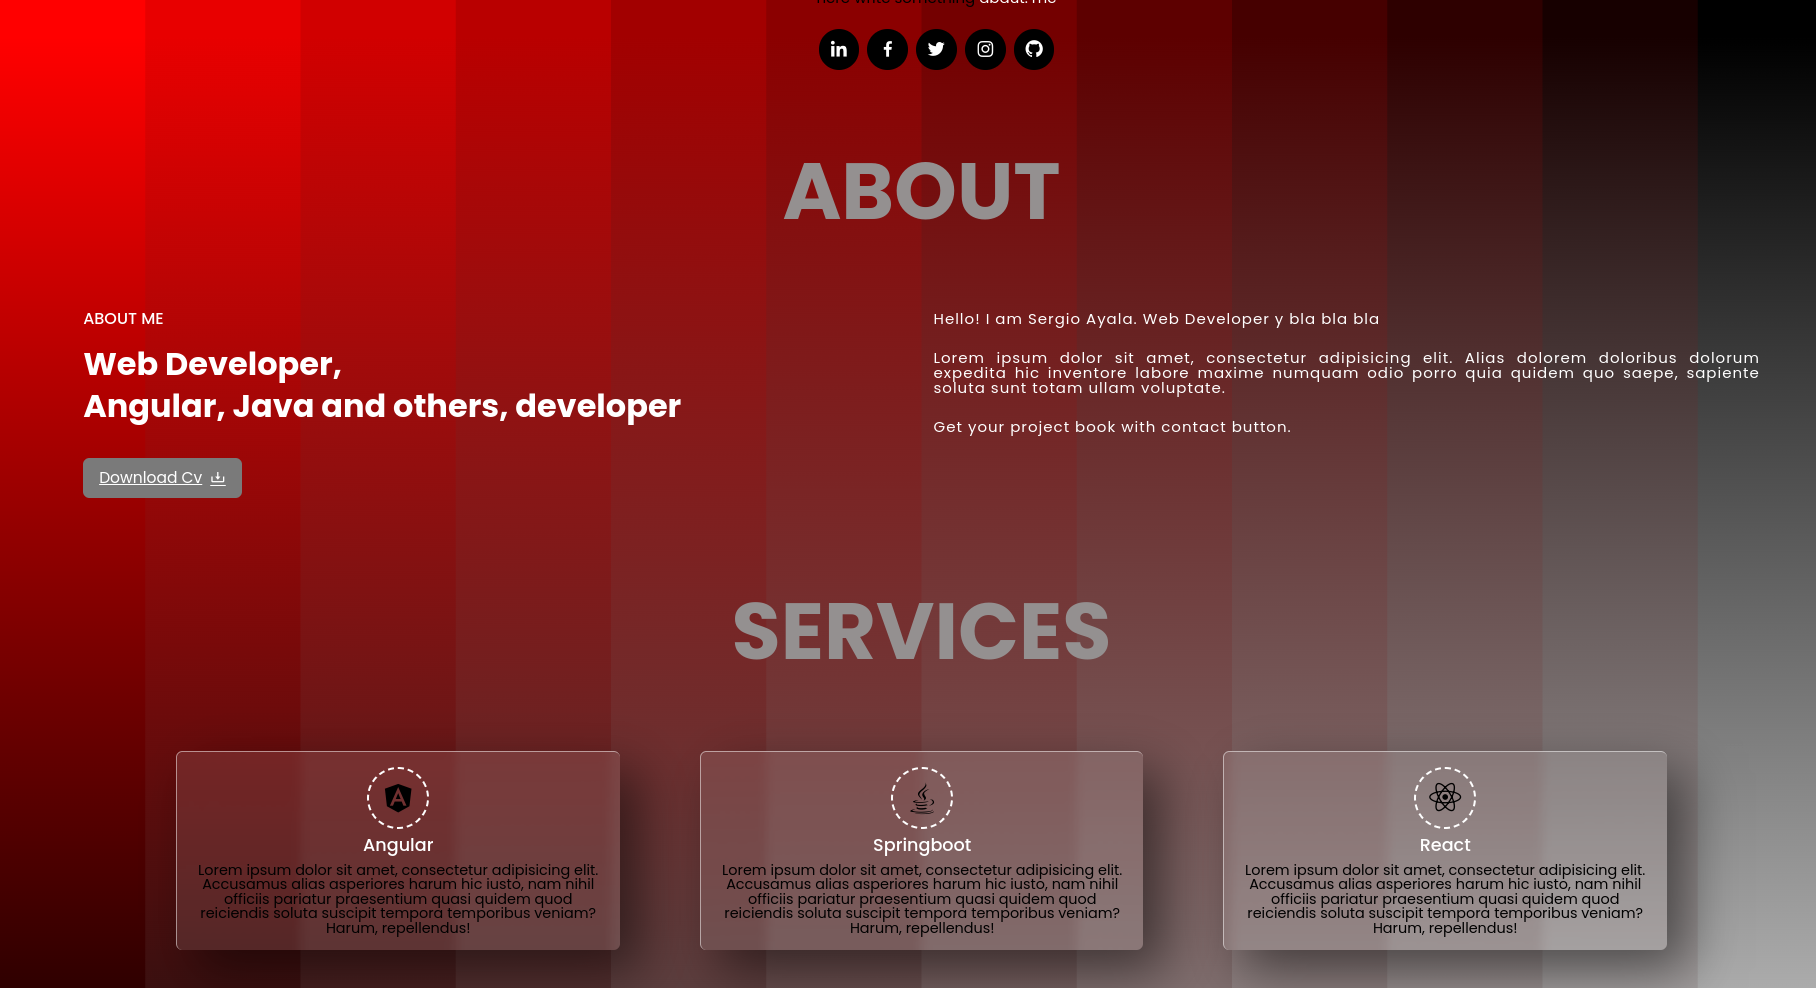 here write something about. me
ABOUT
ABOUT ME
Web Developer,
Angular, Java and others, developer
Download Cv
Hello! I am Sergio Ayala. Web Developer y bla bla bla
Lorem ipsum dolor sit amet, consectetur adipisicing elit. Alias dolorem doloribus dolorum
expedita hic inventore labore maxime numquam odio porro quia quidem quo saepe, sapiente
soluta sunt totam ullam voluptate.
Get your project book with contact button.
SERVICES
Angular
Lorem ipsum dolor sit amet, consectetur adipisicing elit.
Accusamus alias asperiores harum hic iusto, nam nihil
officiis pariatur praesentium quasi quidem quod
reiciendis soluta suscipit tempora temporibus veniam?
Harum, repellendus!
Springboot
Lorem ipsum dolor sit amet, consectetur adipisicing elit.
Accusamus alias asperiores harum hic iusto, nam nihil
officiis pariatur praesentium quasi quidem quod
reiciendis soluta suscipit tempora temporibus veniam?
Harum, repellendus!
React
Lorem ipsum dolor sit amet, consectetur adipisicing elit.
Accusamus alias asperiores harum hic iusto, nam nihil
officiis pariatur praesentium quasi quidem quod
reiciendis soluta suscipit tempora temporibus veniam?
Harum, repellendus!